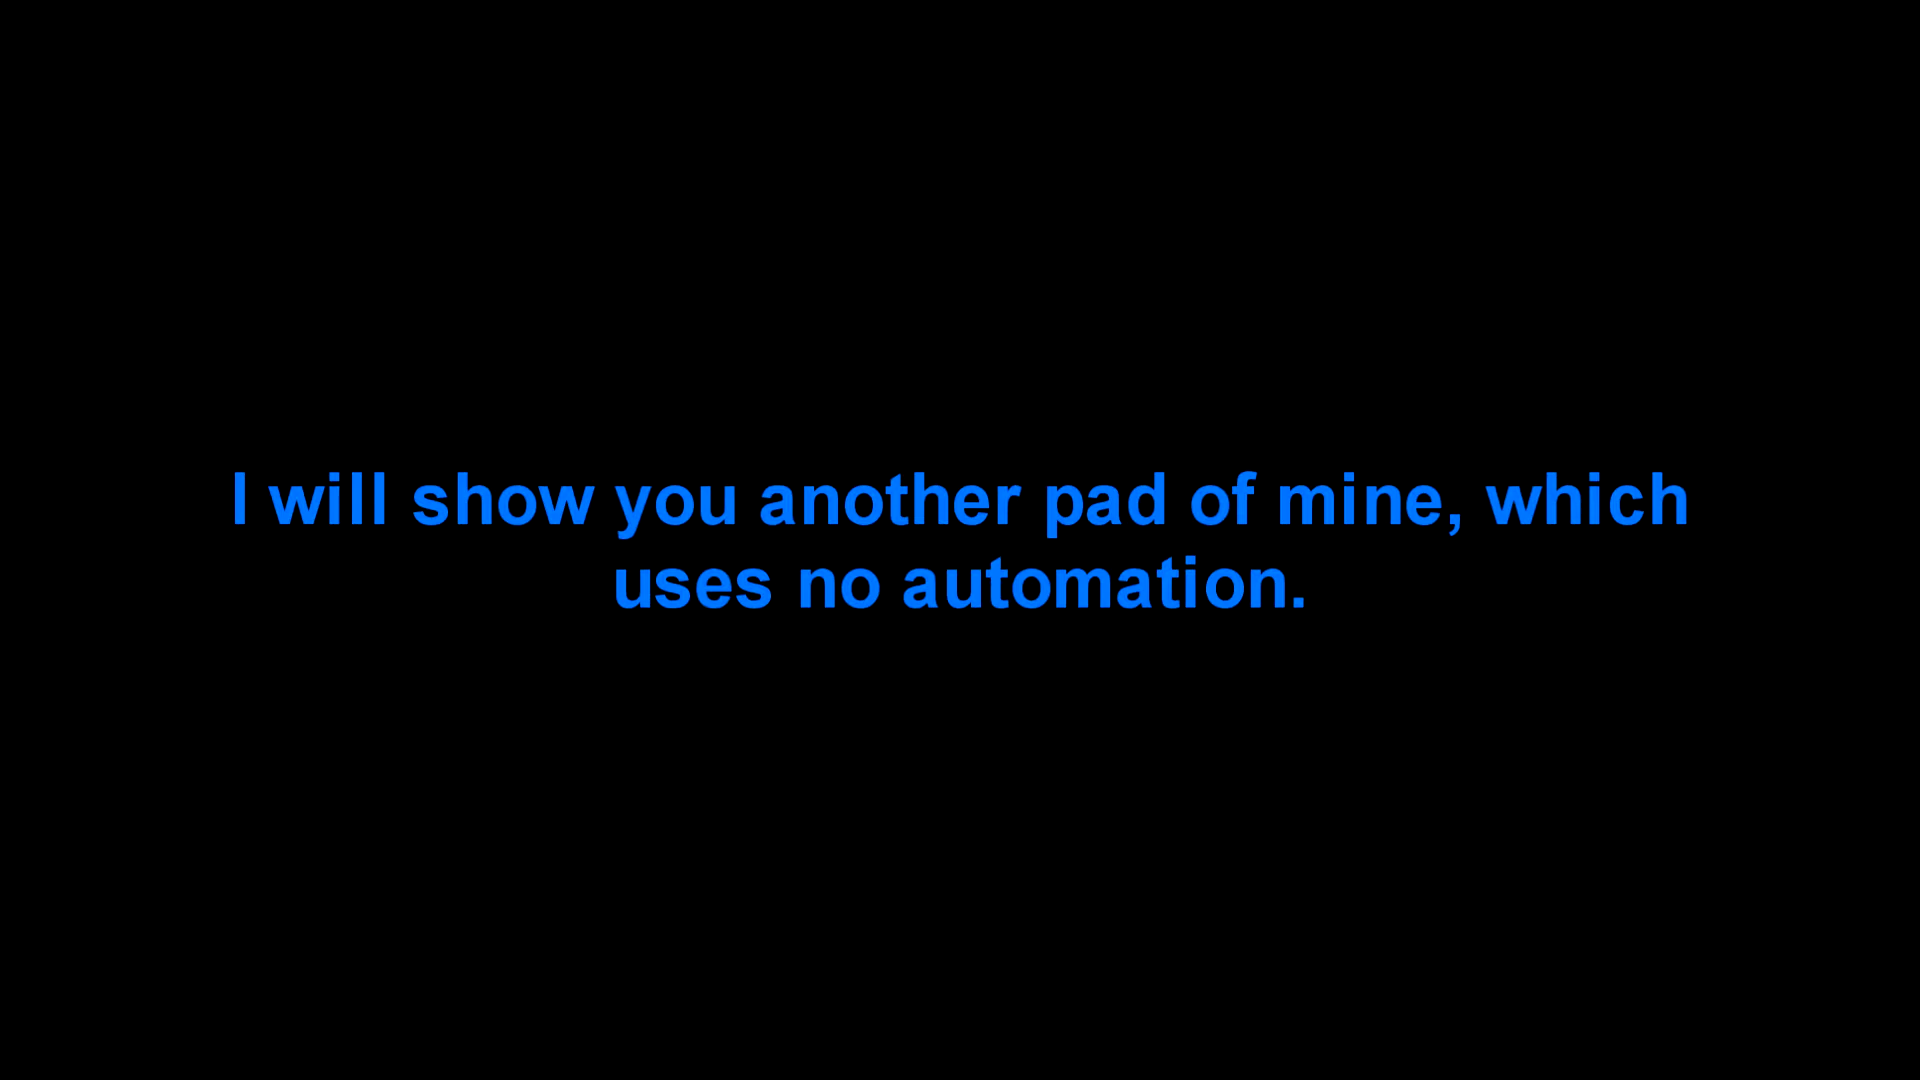 I will show you another pad of mine, which
uses no automation.